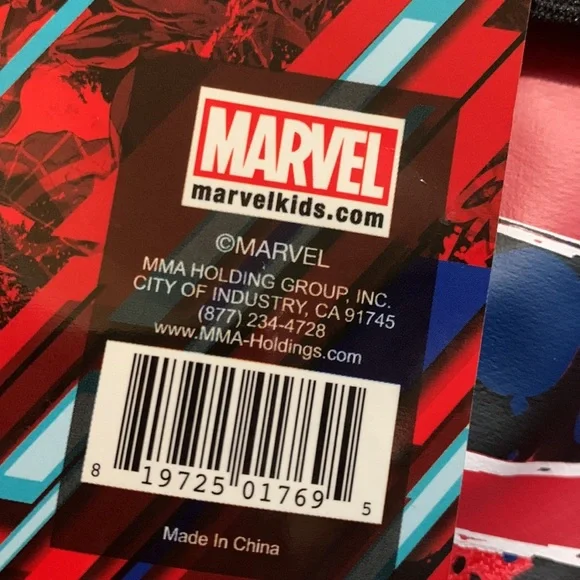 MARVEL
marvelkids.com
©MARVEL
MMA HOLDING GROUP, INC.
CITY OF INDUSTRY, CA 91745
(877) 234-4728
www.MMA-Holdings.com
8 19725 01769 5
Made In China